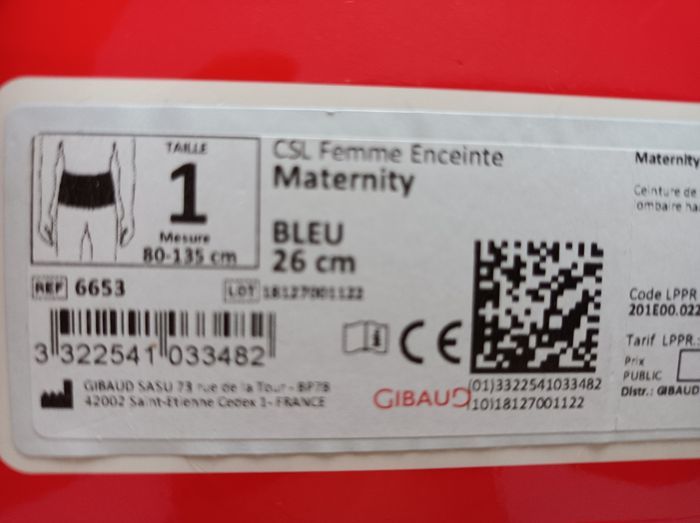 TAILLE
1
Mesure
80-135 cm
CSL Femme Enceinte
Maternity
BLEU
26 cm
REF 6653
LOT 18127001122
3 322541 033482
GIBAUD SASU 73 rue de la Tour - BP78
42002 Saint-Etienne Cedex 1 - FRANCE
CE
GIBAUD
(01)3322541033482
(10)18127001122
Maternity
Ceinture de
lombaire
Code LPPR
201E00.022
Tarif LPPR.:
Prix
PUBLIC
Distr.: GIBAUD